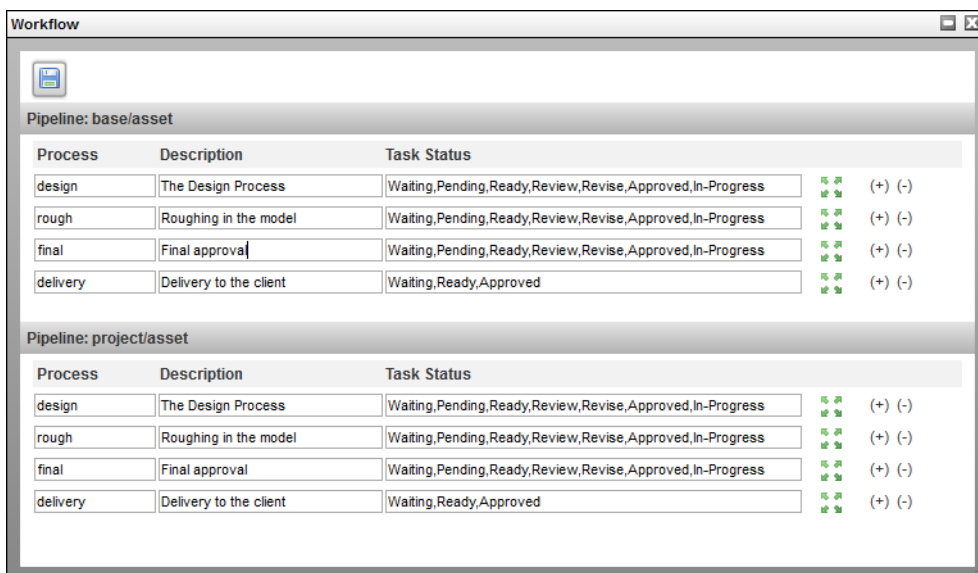 Workflow
Pipeline: base/asset
Process Description Task Status
design The Design Process Waiting,Pending,Ready,Review,Revise,Approved,In-Progress (+) (-)
rough Roughing in the model Waiting,Pending,Ready,Review,Revise,Approved,In-Progress (+) (-)
final Final approval Waiting,Pending,Ready,Review,Revise,Approved,In-Progress (+) (-)
delivery Delivery to the client Waiting,Ready,Approved (+) (-)
Pipeline: project/asset
Process Description Task Status
design The Design Process Waiting,Pending,Ready,Review,Revise,Approved,In-Progress (+) (-)
rough Roughing in the model Waiting,Pending,Ready,Review,Revise,Approved,In-Progress (+) (-)
final Final approval Waiting,Pending,Ready,Review,Revise,Approved,In-Progress (+) (-)
delivery Delivery to the client Waiting,Ready,Approved (+) (-)